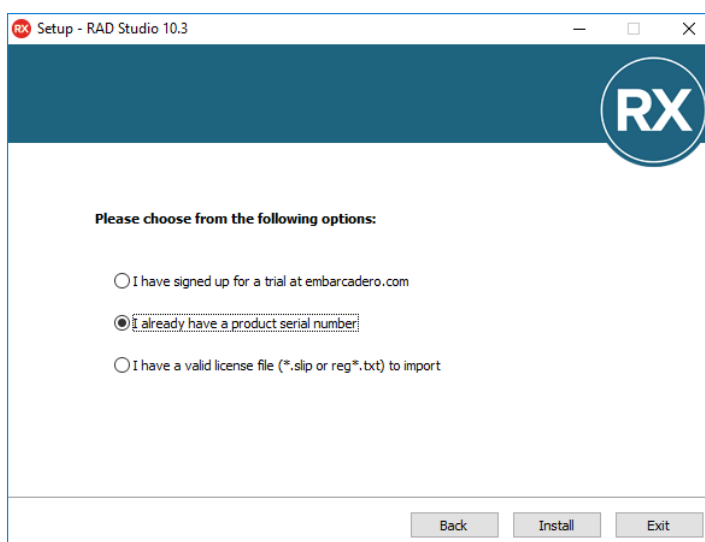 RX Setup - RAD Studio 10.3
RX
Please choose from the following options:
I have signed up for a trial at embarcadero.com
I already have a product serial number
I have a valid license file (*.slip or reg*.txt) to import
Back Install Exit